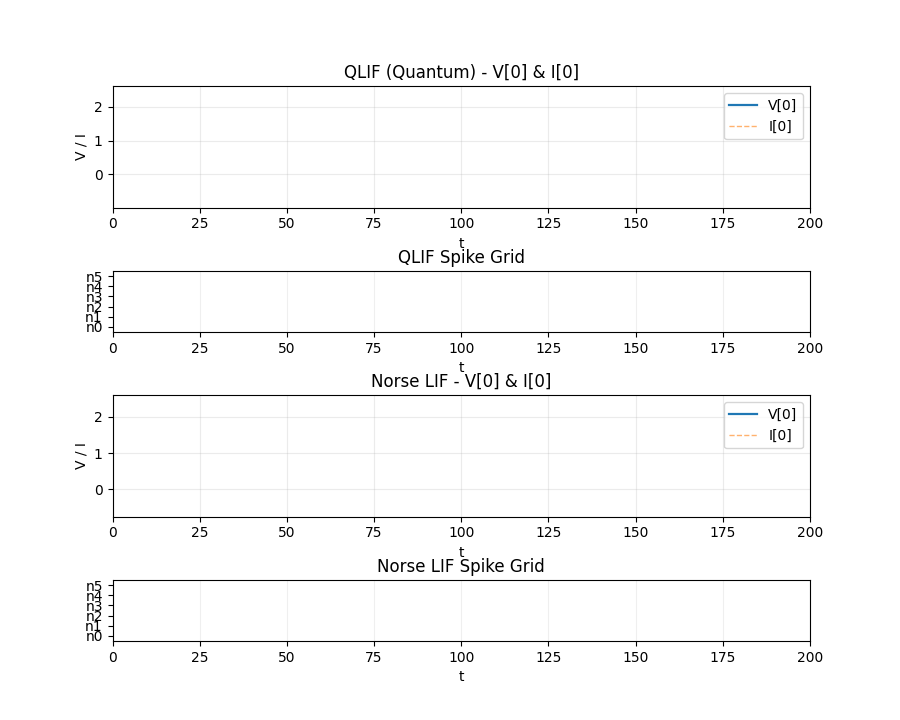 QLIF (Quantum) - V[0] & I[0]
V / I
2
1
0
V[0]
I[0]
0 25 50 75 100 125 150 175 200
t
QLIF Spike Grid
n5
n4
n3
n2
n1
n0
0 25 50 75 100 125 150 175 200
t
Norse LIF - V[0] & I[0]
V / I
2
1
0
V[0]
I[0]
0 25 50 75 100 125 150 175 200
t
Norse LIF Spike Grid
n5
n4
n3
n2
n1
n0
0 25 50 75 100 125 150 175 200
t